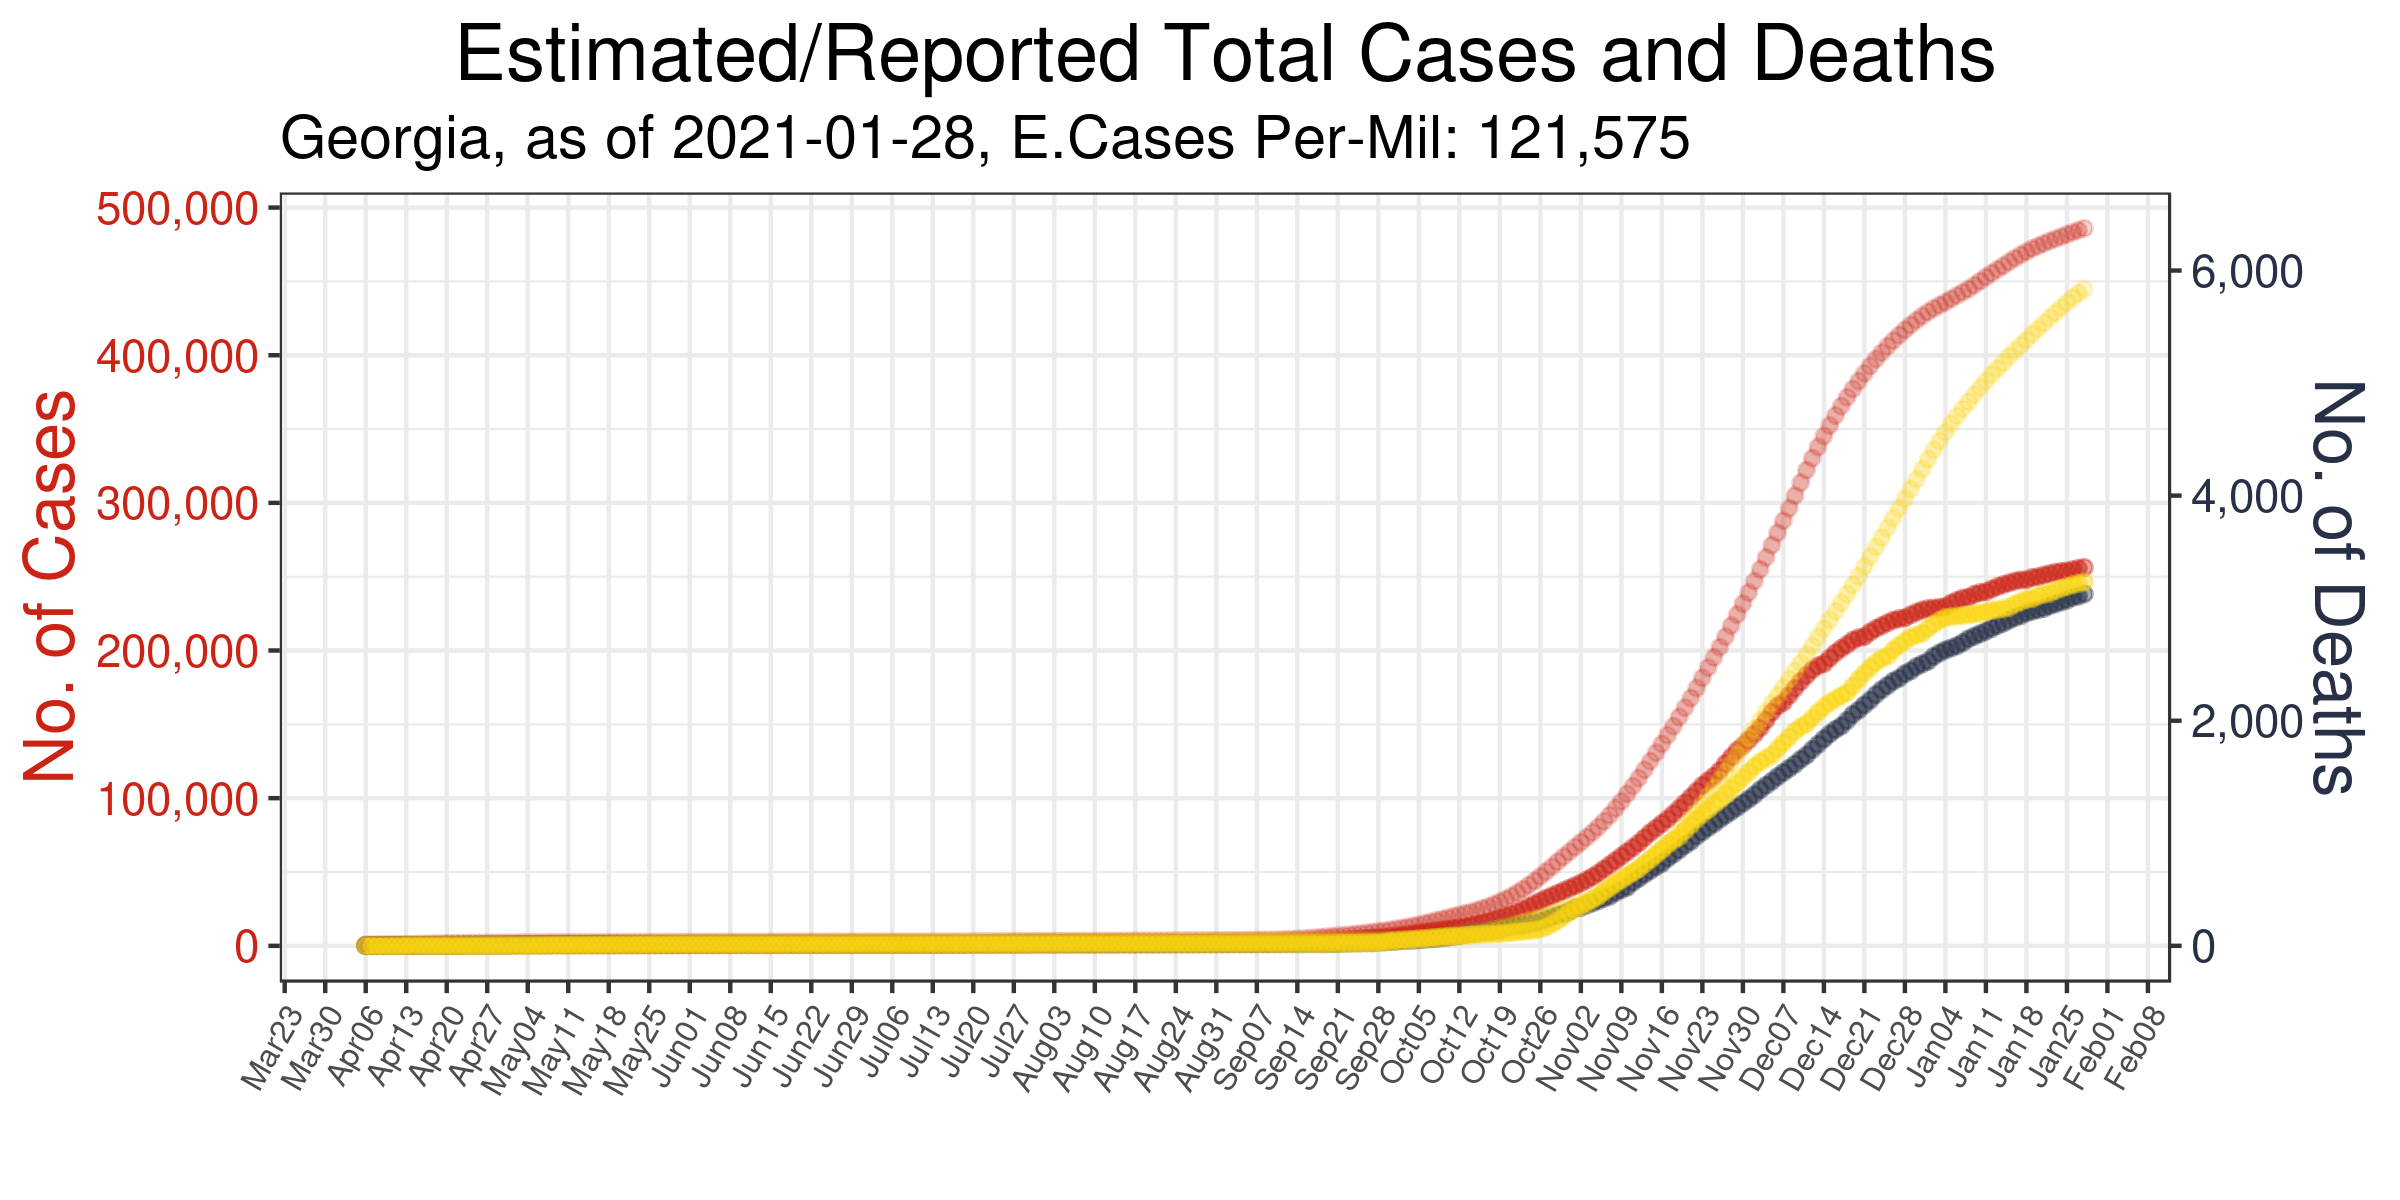 Estimated/Reported Total Cases and Deaths
Georgia, as of 2021-01-28, E.Cases Per-Mil: 121,575
No. of Cases
500,000
400,000
300,000
200,000
100,000
0
6,000
4,000
2,000
0
No. of Deaths
Mar23 Mar30 Apr06 Apr13 Apr20 Apr27 May04 May11 May18 May25 Jun01 Jun08 Jun15 Jun22 Jun29 Jul06 Jul13 Jul20 Jul27 Aug03 Aug10 Aug17 Aug24 Aug31 Sep07 Sep14 Sep21 Sep28 Oct05 Oct12 Oct19 Oct26 Nov02 Nov09 Nov16 Nov23 Nov30 Dec07 Dec14 Dec21 Dec28 Jan04 Jan11 Jan18 Jan25 Feb01 Feb08